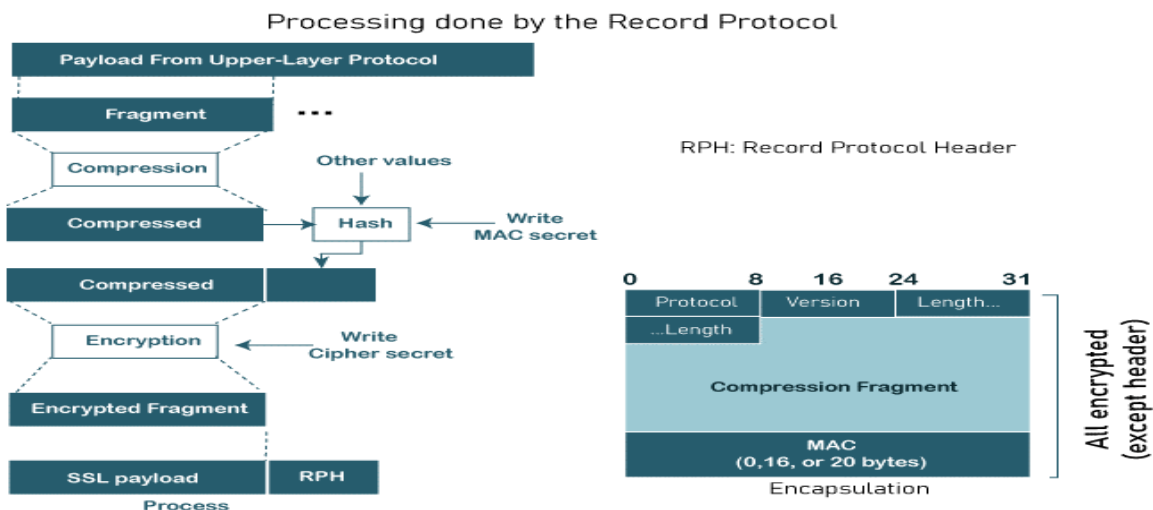 Processing done by the Record Protocol
Payload From Upper-Layer Protocol
Fragment
...
Compression
Other values
Compressed
Hash
Write
MAC secret
Compressed
Encryption
Write
Cipher secret
Encrypted Fragment
SSL payload
RPH
Process
RPH: Record Protocol Header
0 8 16 24 31
Protocol Version Length...
...Length
Compression Fragment
MAC
(0,16, or 20 bytes)
Encapsulation
All encrypted
(except header)